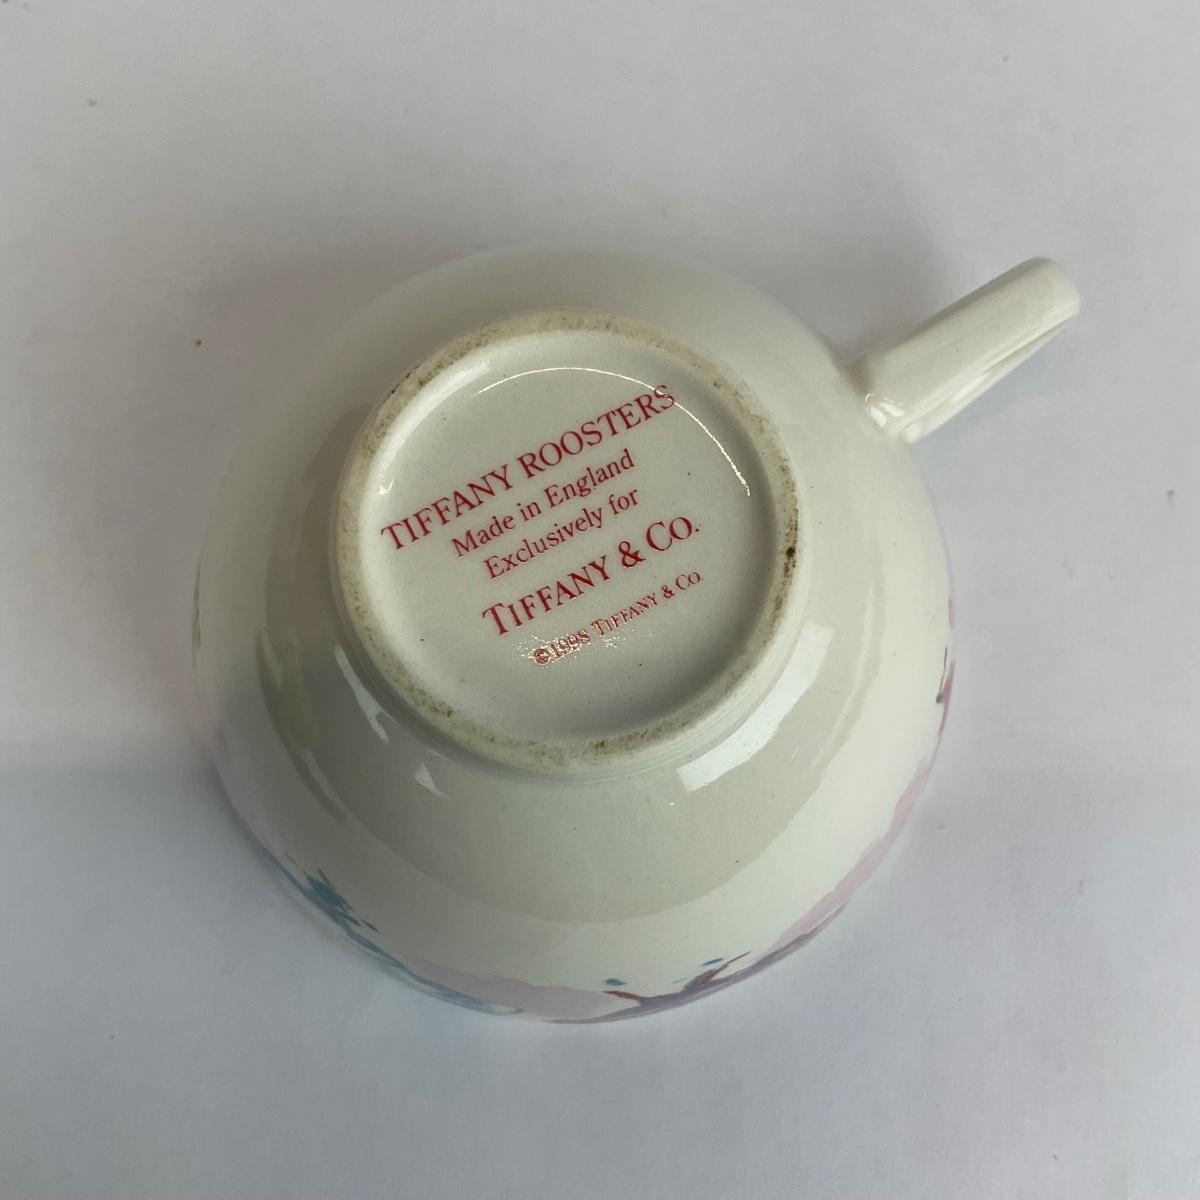 TIFFANY ROOSTERS
Made in England
Exclusively for
TIFFANY & CO.
©1998 TIFFANY & CO.